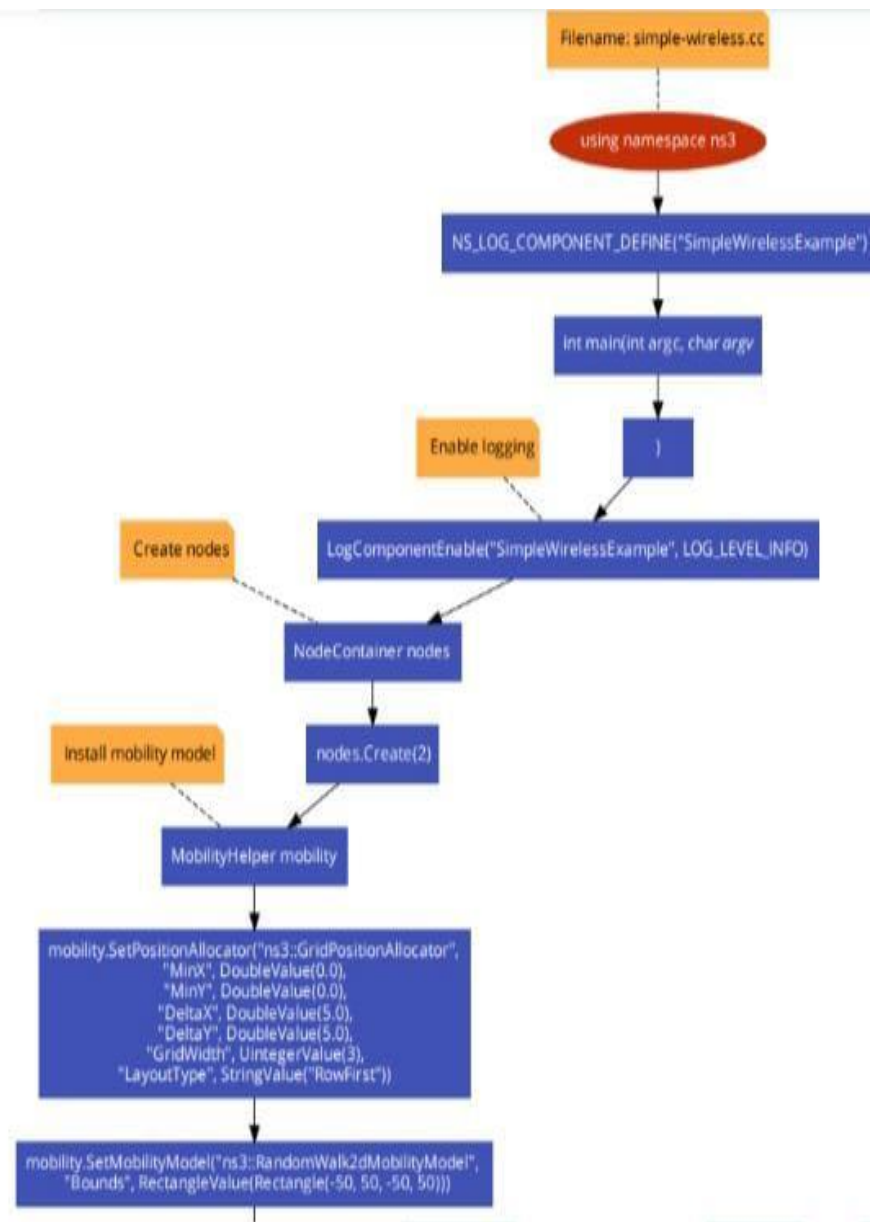 Filename: simple-wireless.cc
using namespace ns3
NS_LOG_COMPONENT_DEFINE("SimpleWirelessExample")
int main(int argc, char argv
)
Enable logging
LogComponentEnable("SimpleWirelessExample", LOG_LEVEL_INFO)
Create nodes
NodeContainer nodes
nodes.Create(2)
Install mobility model
MobilityHelper mobility
mobility.SetPositionAllocator("ns3::GridPositionAllocator",
"MinX", DoubleValue(0.0),
"MinY", DoubleValue(0.0),
"DeltaX", DoubleValue(5.0),
"DeltaY", DoubleValue(5.0),
"GridWidth", UintegerValue(3),
"LayoutType", StringValue("RowFirst"))
mobility.SetMobilityModel("ns3::RandomWalk2dMobilityModel",
"Bounds", RectangleValue(Rectangle(-50, 50, -50, 50)))